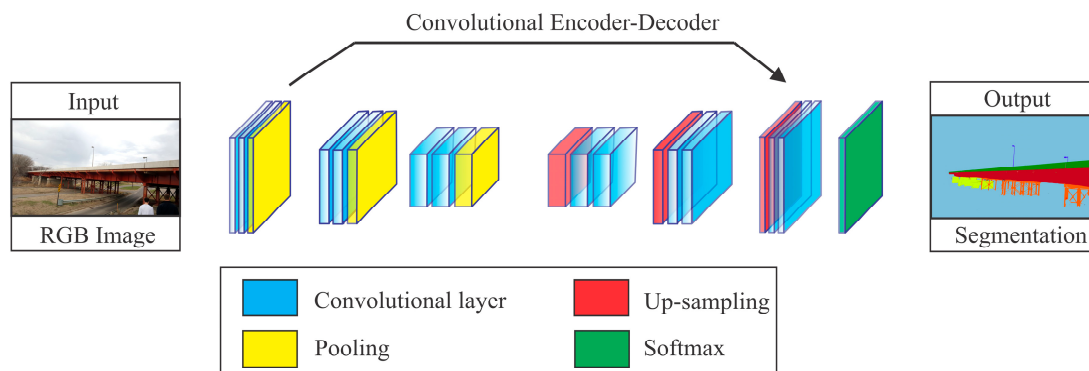 Convolutional Encoder-Decoder
Input
RGB Image
Output
Segmentation
Convolutional layer
Pooling
Up-sampling
Softmax